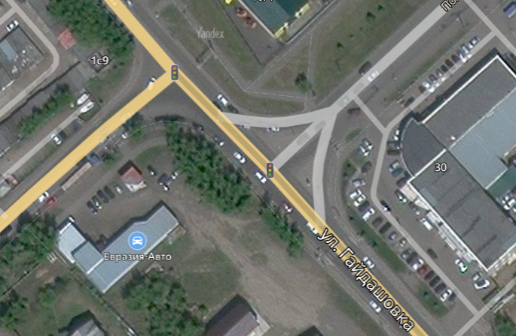 1с9
Yandex
30
ул. Гайдашовка
Евразия-Авто